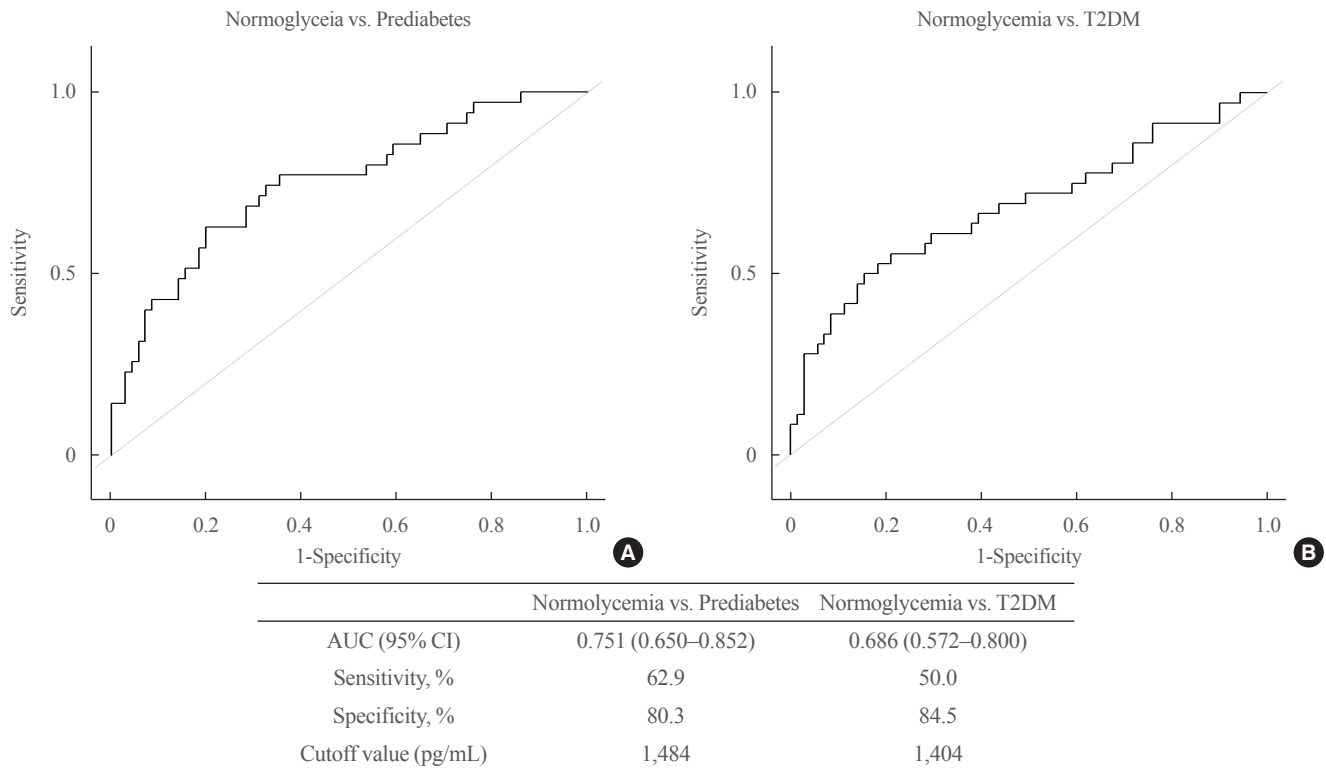 Normoglyceia vs. Prediabetes
1.0
0.5
0
Sensitivity
0 0.2 0.4 0.6 0.8 1.0
1-Specificity
A
Normoglycemia vs. T2DM
1.0
0.5
0
Sensitivity
0 0.2 0.4 0.6 0.8 1.0
1-Specificity
B
Normolycemia vs. Prediabetes Normoglycemia vs. T2DM
AUC (95% CI) 0.751 (0.650–0.852) 0.686 (0.572–0.800)
Sensitivity, % 62.9 50.0
Specificity, % 80.3 84.5
Cutoff value (pg/mL) 1,484 1,404